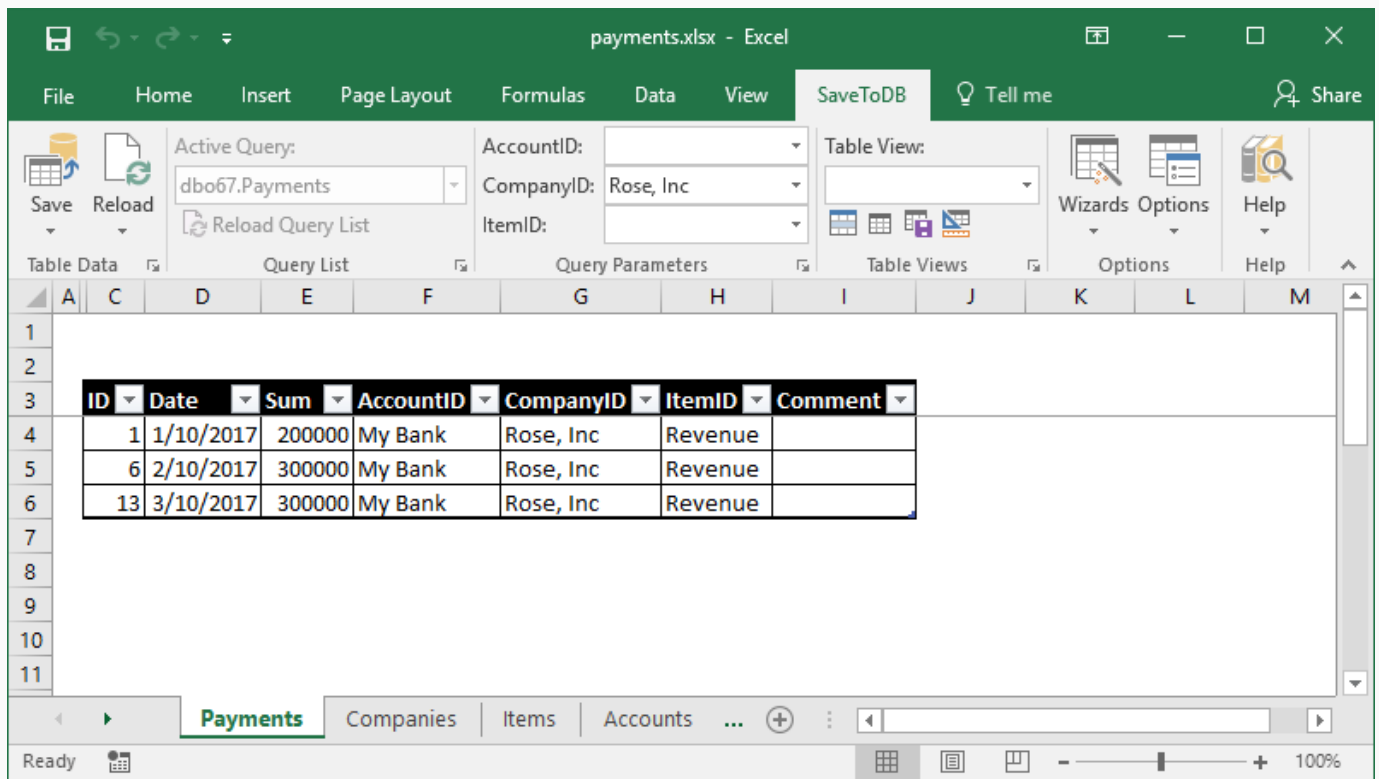 payments.xlsx - Excel
File Home Insert Page Layout Formulas Data View SaveToDB Tell me Share
Active Query: AccountID: Table View:
dbo67.Payments CompanyID: Rose, Inc
Save Reload Reload Query List ItemID: Wizards Options Help
Table Data Query List Query Parameters Table Views Options Help
A C D E F G H I J K L M
1
2
3 ID Date Sum AccountID CompanyID ItemID Comment
4 1 1/10/2017 200000 My Bank Rose, Inc Revenue
5 6 2/10/2017 300000 My Bank Rose, Inc Revenue
6 13 3/10/2017 300000 My Bank Rose, Inc Revenue
7
8
9
10
11
Payments Companies Items Accounts ...
Ready 100%